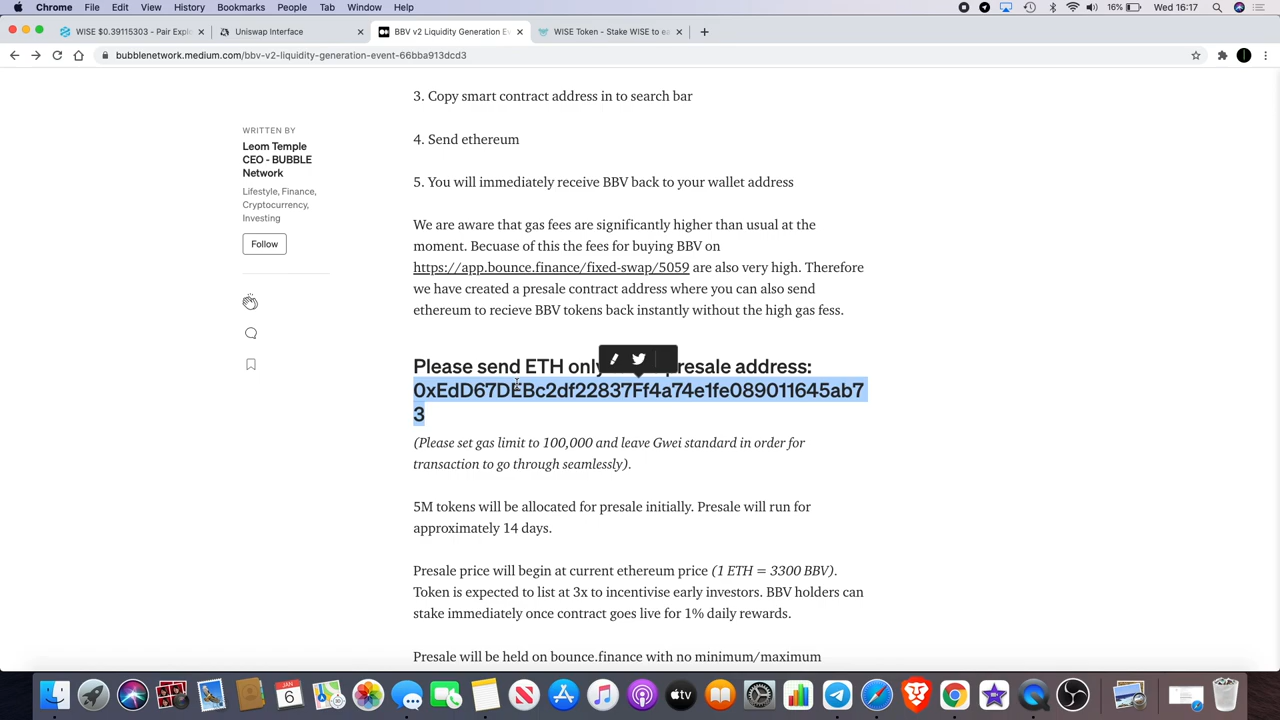 Chrome File Edit View History Bookmarks People Tab Window Help 16% Wed 16:17
WISE $0.39115303 - Pair Explo
Uniswap Interface
BBV v2 Liquidity Generation Ev
WISE Token - Stake WISE to ea
bubblenetwork.medium.com/bbv-v2-liquidity-generation-event-66bba913dcd3
WRITTEN BY
Leom Temple
CEO - BUBBLE
Network
Lifestyle, Finance,
Cryptocurrency,
Investing
Follow
3. Copy smart contract address in to search bar
4. Send ethereum
5. You will immediately receive BBV back to your wallet address
We are aware that gas fees are significantly higher than usual at the
moment. Becuase of this the fees for buying BBV on
https://app.bounce.finance/fixed-swap/5059 are also very high. Therefore
we have created a presale contract address where you can also send
ethereum to recieve BBV tokens back instantly without the high gas fess.
Please send ETH only presale address:
0xEdD67DEBc2df22837Ff4a74e1fe089011645ab7
3
(Please set gas limit to 100,000 and leave Gwei standard in order for
transaction to go through seamlessly).
5M tokens will be allocated for presale initially. Presale will run for
approximately 14 days.
Presale price will begin at current ethereum price (1 ETH = 3300 BBV).
Token is expected to list at 3x to incentivise early investors. BBV holders can
stake immediately once contract goes live for 1% daily rewards.
Presale will be held on bounce.finance with no minimum/maximum
JAN
6
tv